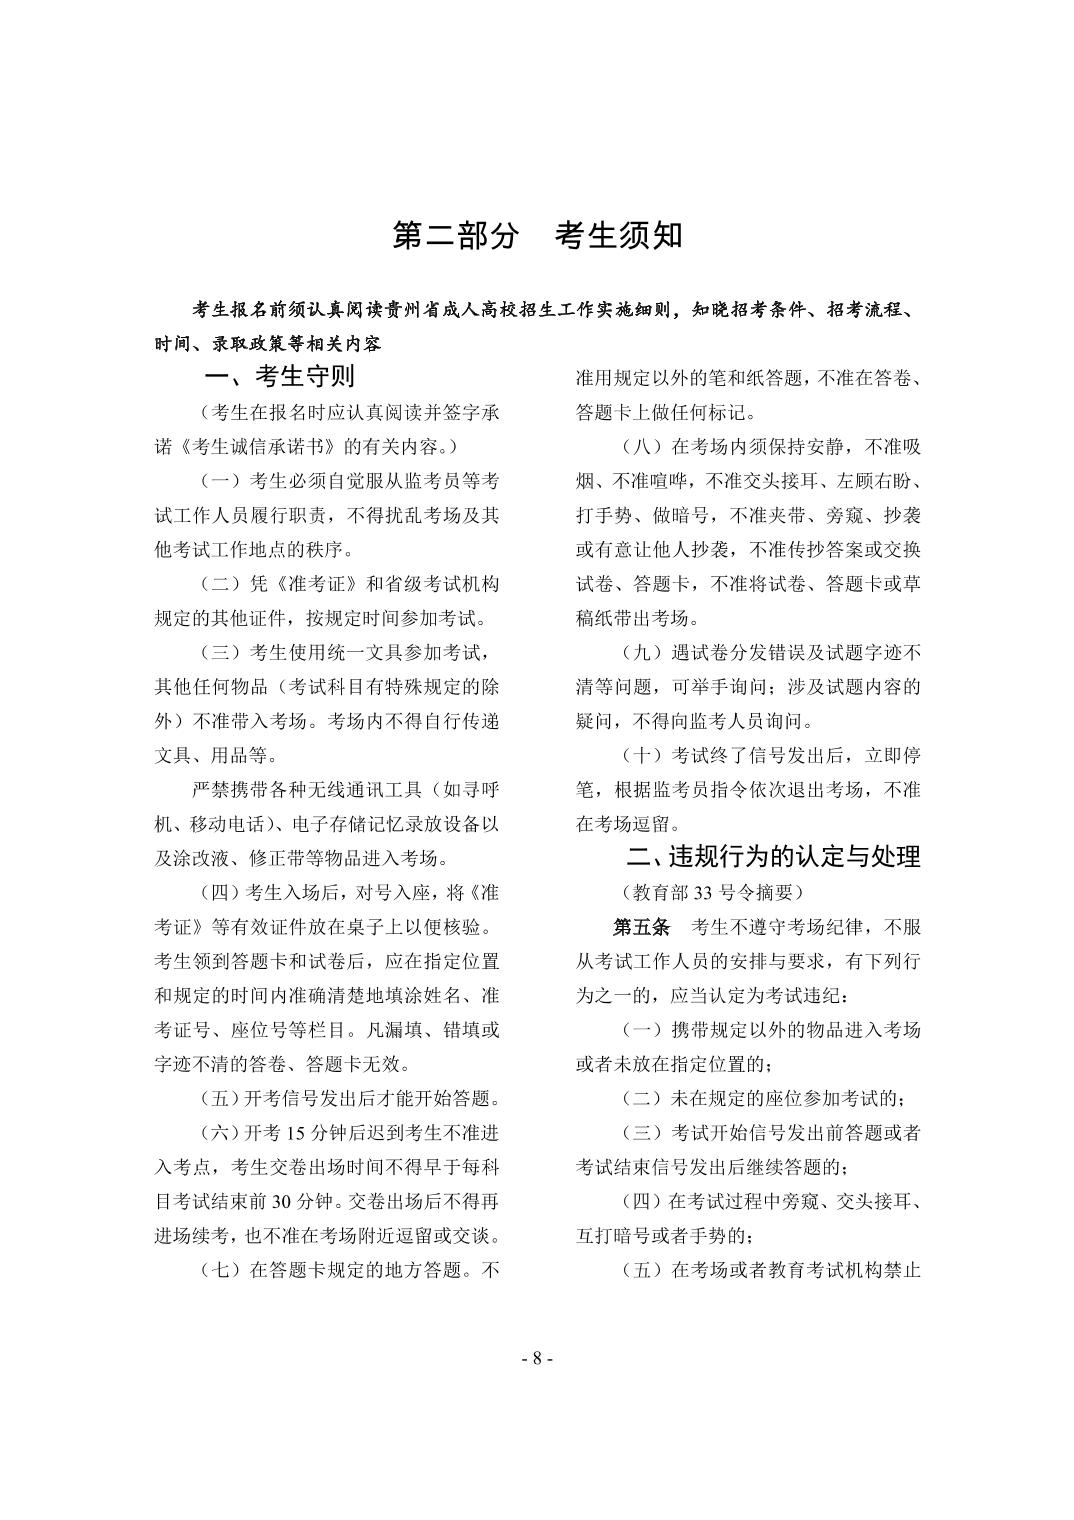 第二部分　考生须知
考生报名前须认真阅读贵州省成人高校招生工作实施细则，知晓招考条件、招考流程、
时间、录取政策等相关内容
一、考生守则
（考生在报名时应认真阅读并签字承
诺《考生诚信承诺书》的有关内容。）
（一）考生必须自觉服从监考员等考
试工作人员履行职责，不得扰乱考场及其
他考试工作地点的秩序。
（二）凭《准考证》和省级考试机构
规定的其他证件，按规定时间参加考试。
（三）考生使用统一文具参加考试，
其他任何物品（考试科目有特殊规定的除
外）不准带入考场。考场内不得自行传递
文具、用品等。
严禁携带各种无线通讯工具（如寻呼
机、移动电话）、电子存储记忆录放设备以
及涂改液、修正带等物品进入考场。
（四）考生入场后，对号入座，将《准
考证》等有效证件放在桌子上以便核验。
考生领到答题卡和试卷后，应在指定位置
和规定的时间内准确清楚地填涂姓名、准
考证号、座位号等栏目。凡漏填、错填或
字迹不清的答卷、答题卡无效。
（五）开考信号发出后才能开始答题。
（六）开考 15 分钟后迟到考生不准进
入考点，考生交卷出场时间不得早于每科
目考试结束前 30 分钟。交卷出场后不得再
进场续考，也不准在考场附近逗留或交谈。
（七）在答题卡规定的地方答题。不
准用规定以外的笔和纸答题，不准在答卷、
答题卡上做任何标记。
（八）在考场内须保持安静，不准吸
烟、不准喧哗，不准交头接耳、左顾右盼、
打手势、做暗号，不准夹带、旁窥、抄袭
或有意让他人抄袭，不准传抄答案或交换
试卷、答题卡，不准将试卷、答题卡或草
稿纸带出考场。
（九）遇试卷分发错误及试题字迹不
清等问题，可举手询问；涉及试题内容的
疑问，不得向监考人员询问。
（十）考试终了信号发出后，立即停
笔，根据监考员指令依次退出考场，不准
在考场逗留。
二、违规行为的认定与处理
（教育部 33 号令摘要）
第五条　考生不遵守考场纪律，不服
从考试工作人员的安排与要求，有下列行
为之一的，应当认定为考试违纪：
（一）携带规定以外的物品进入考场
或者未放在指定位置的；
（二）未在规定的座位参加考试的；
（三）考试开始信号发出前答题或者
考试结束信号发出后继续答题的；
（四）在考试过程中旁窥、交头接耳、
互打暗号或者手势的；
（五）在考场或者教育考试机构禁止
- 8 -